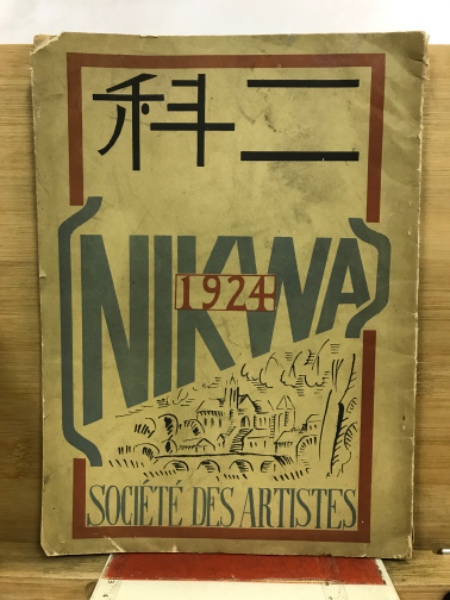 二科
NIKWA
1924
SOCIÉTÉ DES ARTISTES